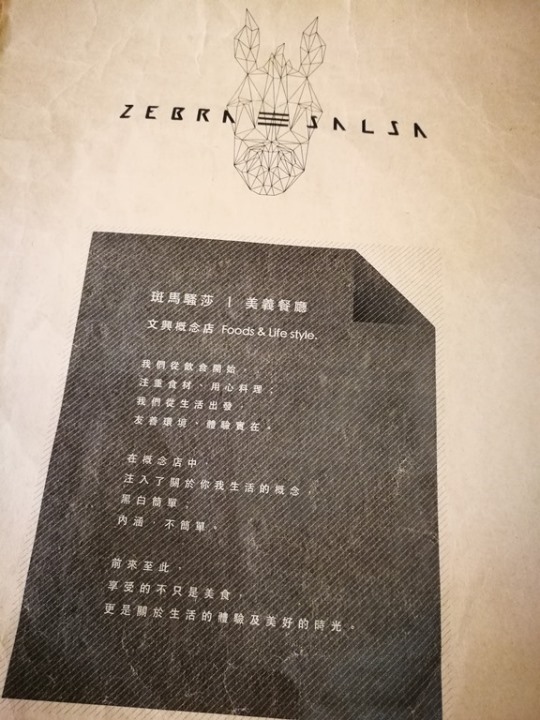 ZEBRA SALSA
斑馬騷莎 | 美義餐廳
文興概念店 Foods & Life style.
我們從飲食開始，
注重食材、用心料理；
我們從生活出發，
友善環境、體驗實在。
在概念店中，
注入了關於你我生活的概念，
黑白簡單，
內涵，不簡單。
前來至此，
享受的不只是美食，
更是關於生活的體驗及美好的時光。